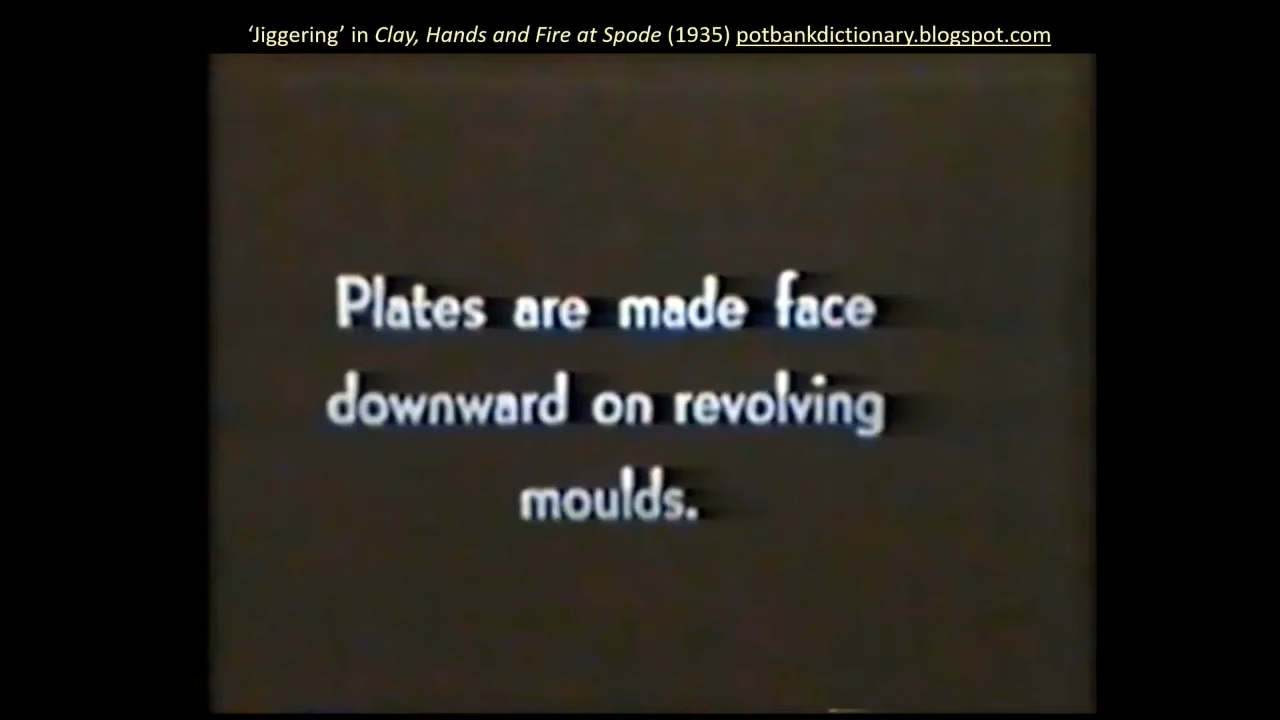 ‘Jiggering’ in Clay, Hands and Fire at Spode (1935) potbankdictionary.blogspot.com
Plates are made face
downward on revolving
moulds.